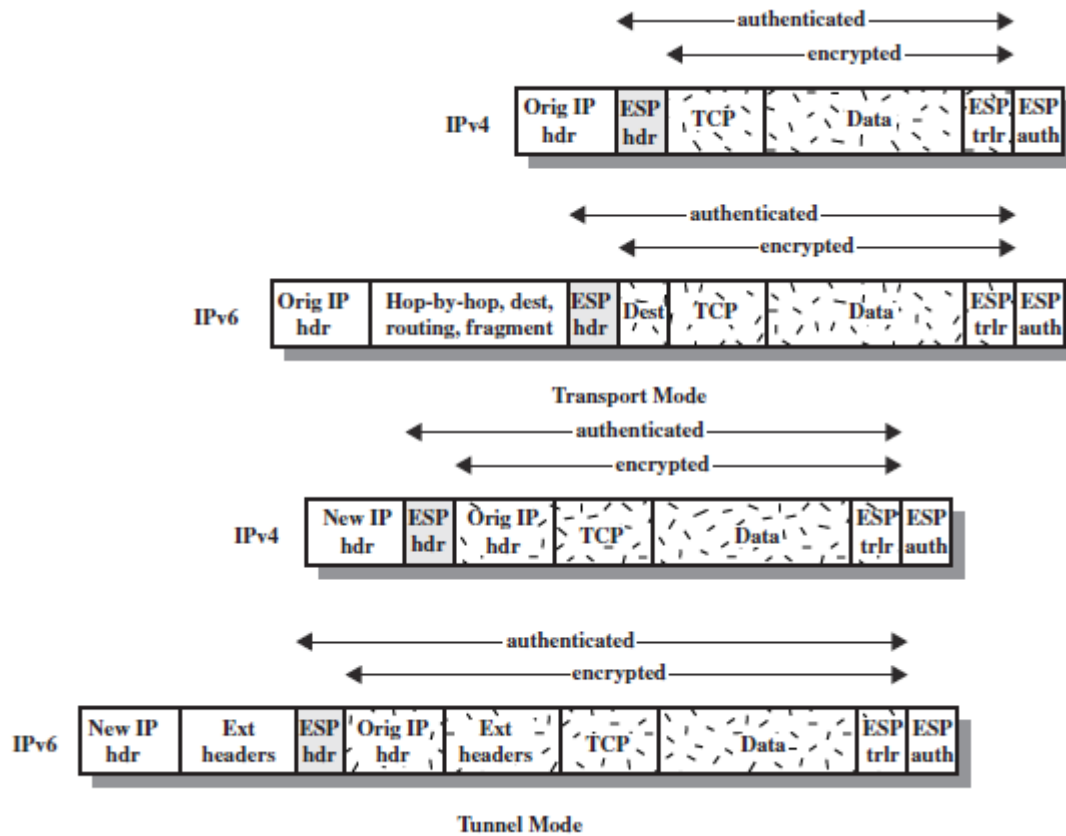 authenticated
encrypted
IPv4
Orig IP
hdr
ESP
hdr
TCP
Data
ESP
trlr
ESP
auth
authenticated
encrypted
IPv6
Orig IP
hdr
Hop-by-hop, dest,
routing, fragment
ESP
hdr
Dest
TCP
Data
ESP
trlr
ESP
auth
Transport Mode
authenticated
encrypted
IPv4
New IP
hdr
ESP
hdr
Orig IP
hdr
TCP
Data
ESP
trlr
ESP
auth
authenticated
encrypted
IPv6
New IP
hdr
Ext
headers
ESP
hdr
Orig IP
hdr
Ext
headers
TCP
Data
ESP
trlr
ESP
auth
Tunnel Mode